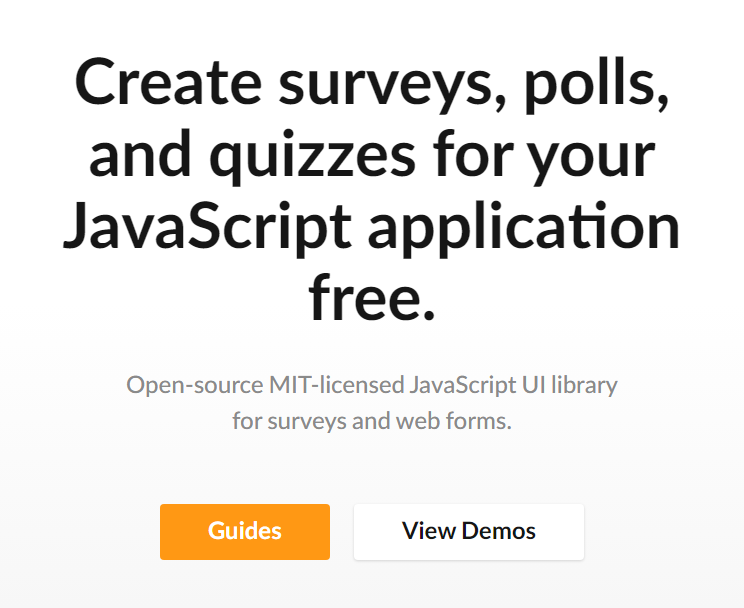 Create surveys, polls,
and quizzes for your
JavaScript application
free.
Open-source MIT-licensed JavaScript UI library
for surveys and web forms.
Guides
View Demos